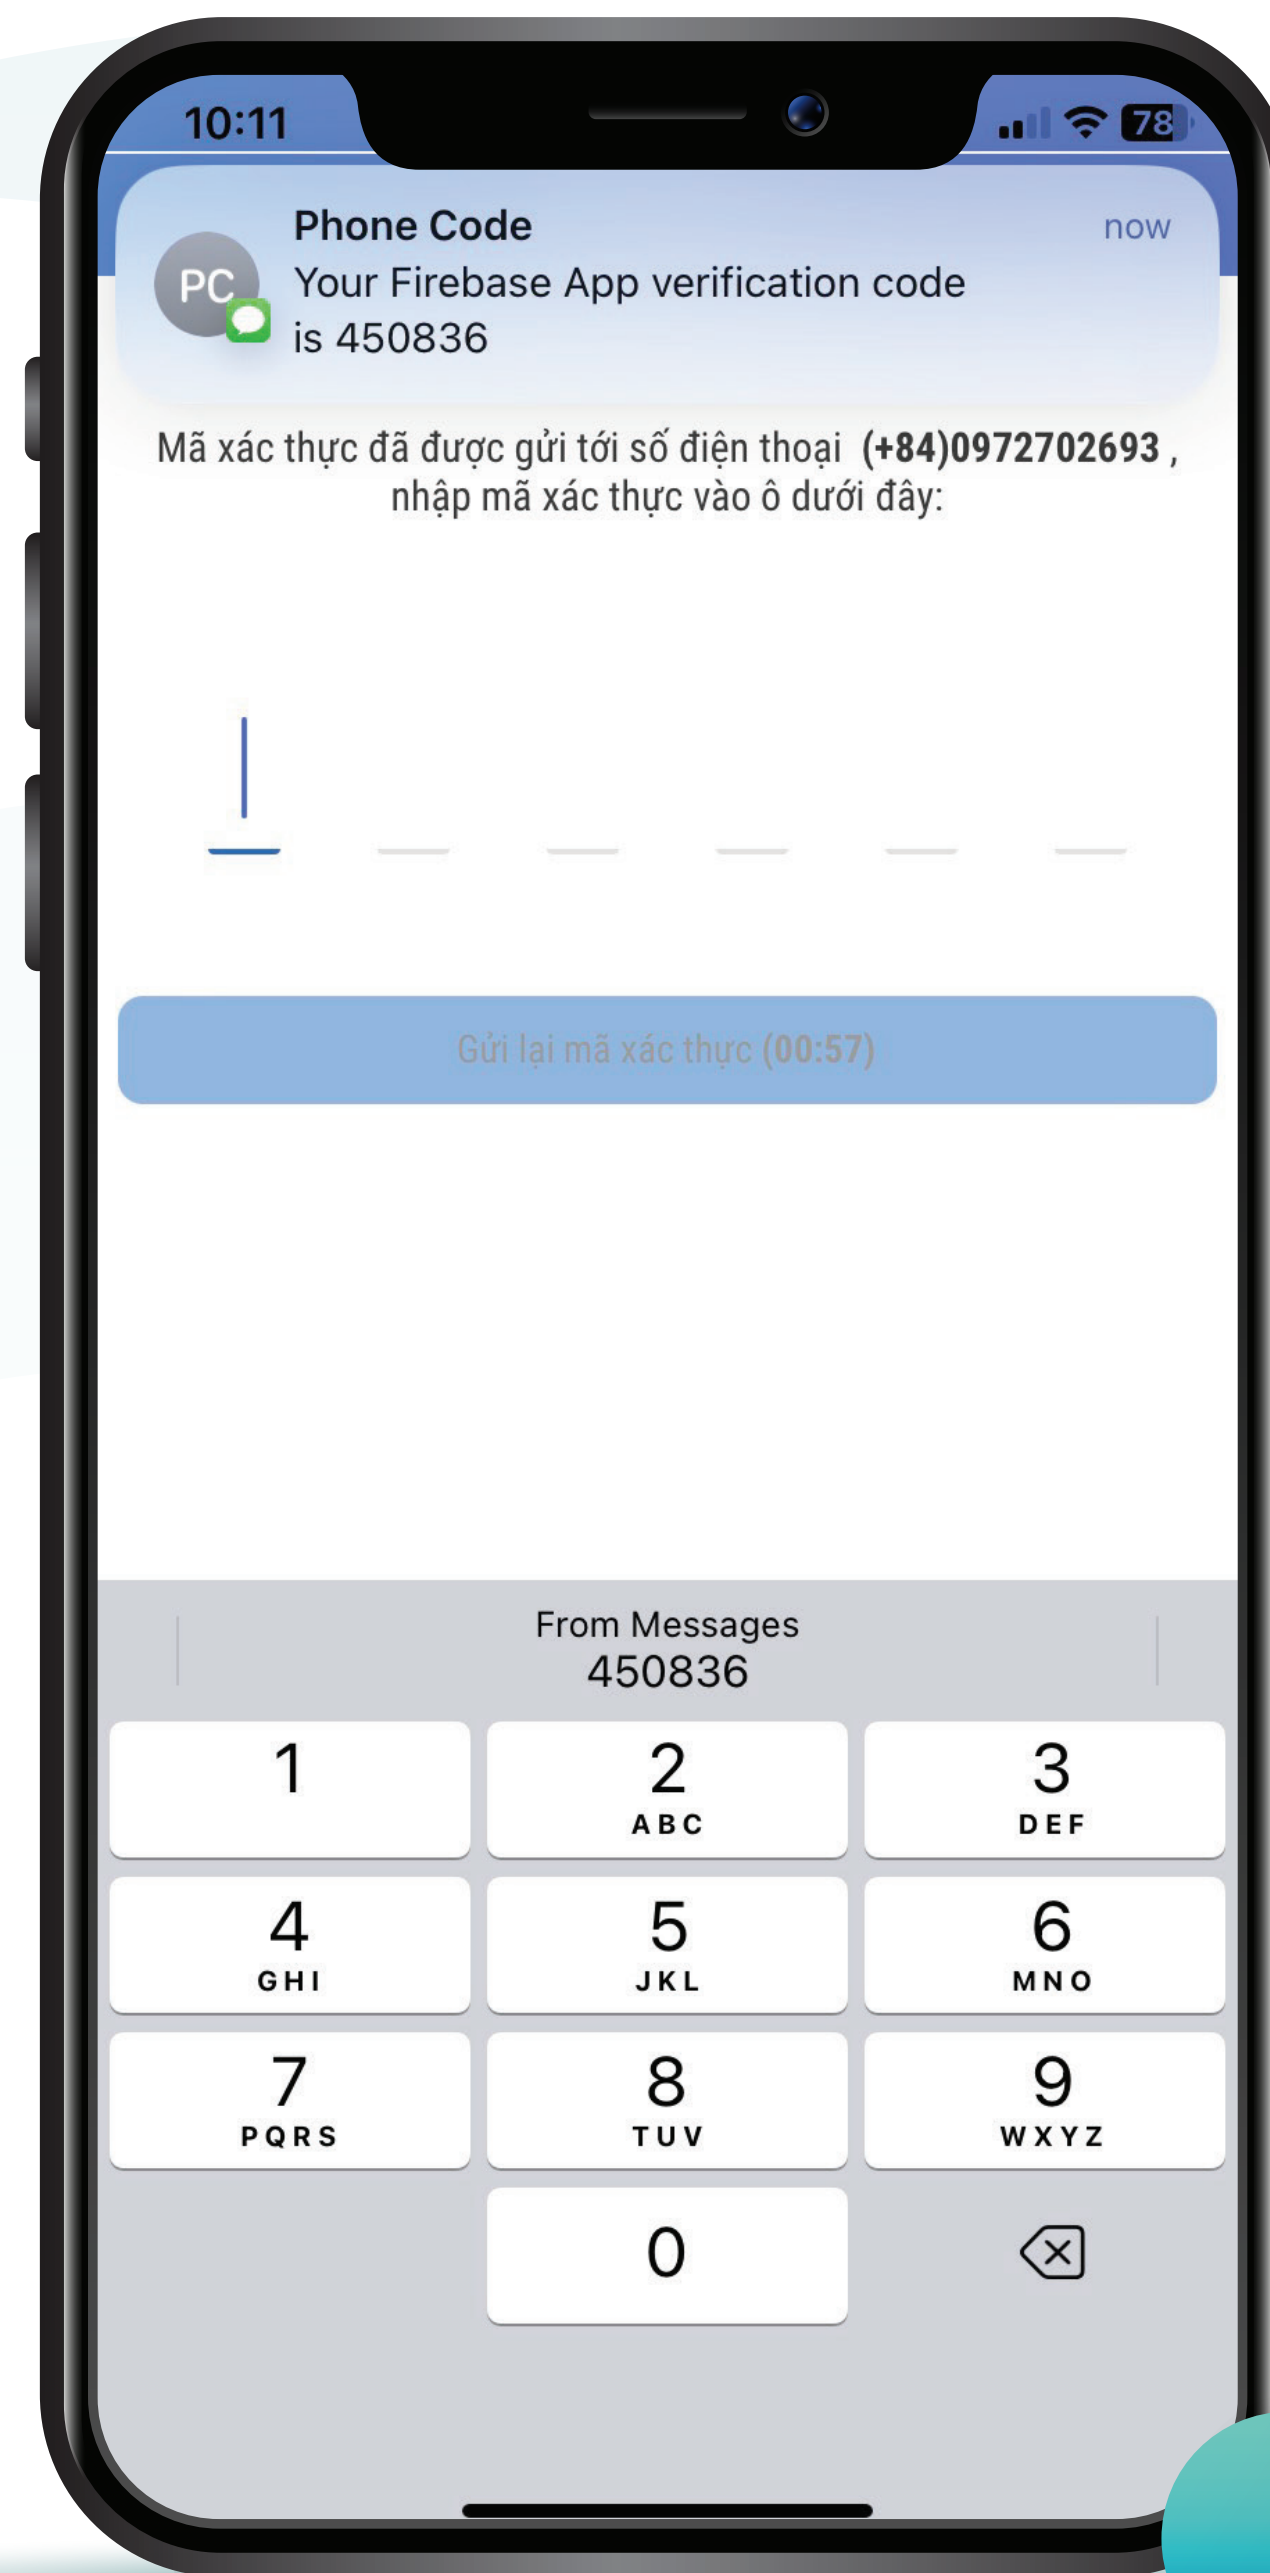 10:11
78
Phone Code
now
PC
Your Firebase App verification code
is 450836
Mã xác thực đã được gửi tới số điện thoại (+84)0972702693 ,
nhập mã xác thực vào ô dưới đây:
Gửi lại mã xác thực (00:57)
From Messages
450836
1
2
3
ABC
DEF
4
5
6
GHI
JKL
MNO
7
8
9
PQRS
TUV
WXYZ
0